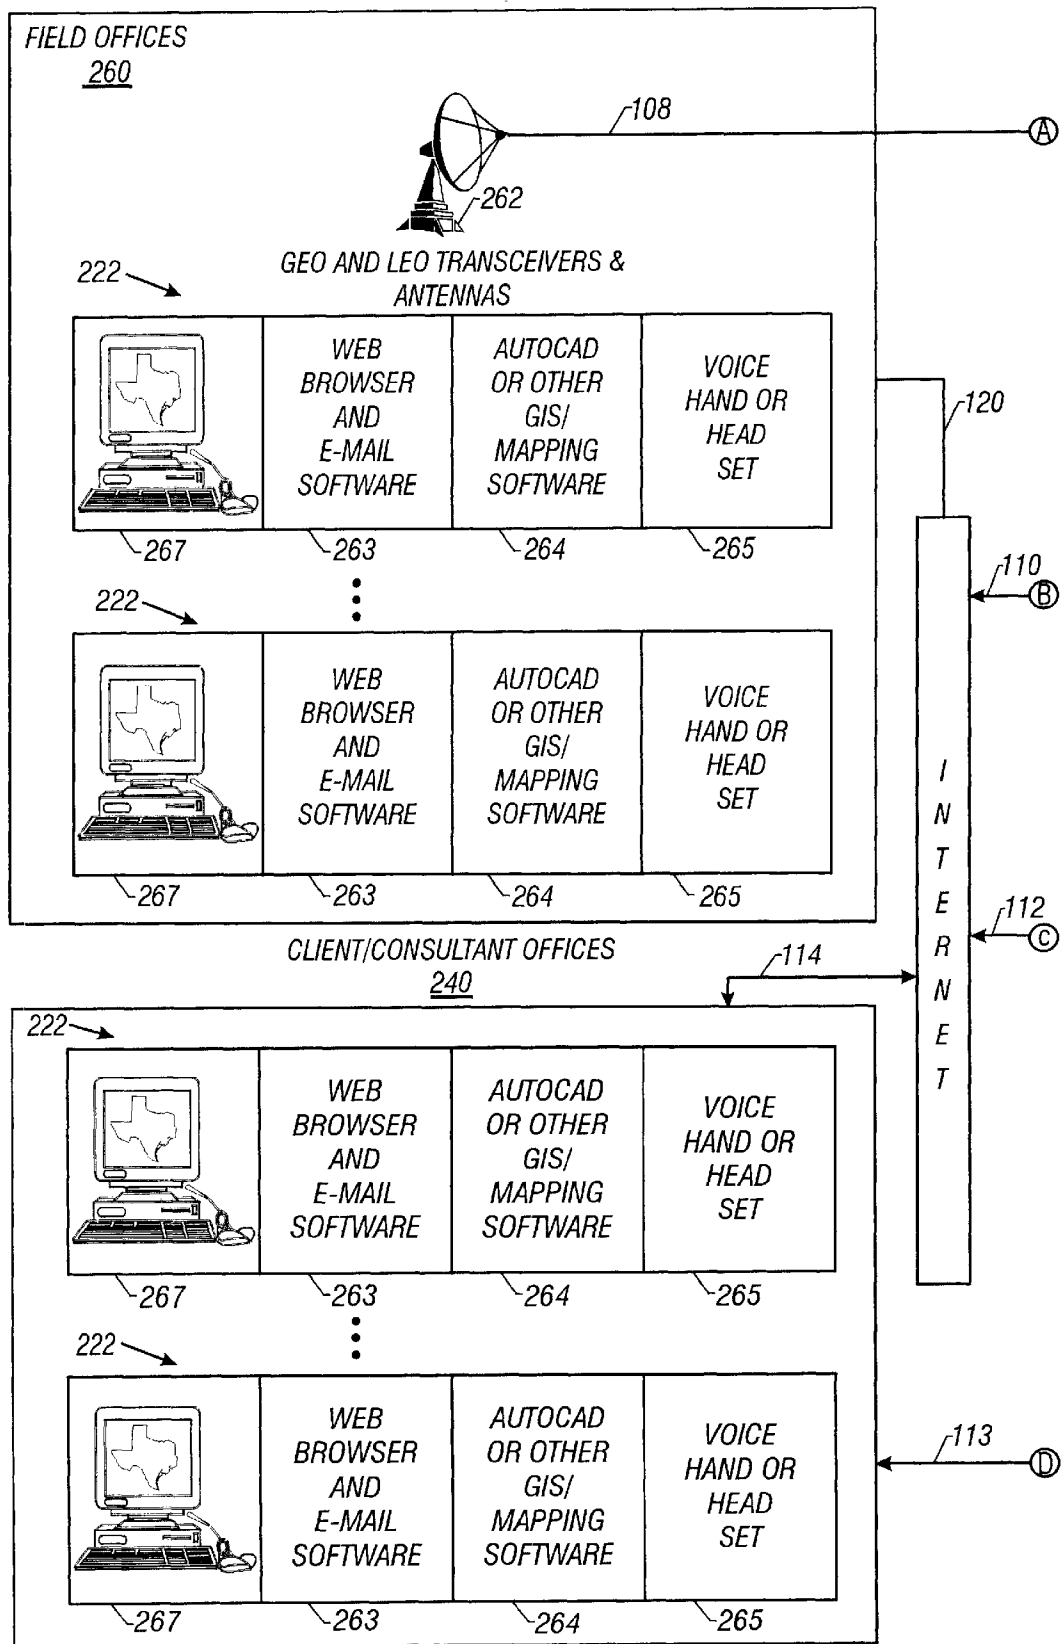 FIELD OFFICES
260
108
A
262
GEO AND LEO TRANSCEIVERS &
ANTENNAS
222
WEB
BROWSER
AND
E-MAIL
SOFTWARE
AUTOCAD
OR OTHER
GIS/
MAPPING
SOFTWARE
VOICE
HAND OR
HEAD
SET
120
267
263
264
265
110
B
222
WEB
BROWSER
AND
E-MAIL
SOFTWARE
AUTOCAD
OR OTHER
GIS/
MAPPING
SOFTWARE
VOICE
HAND OR
HEAD
SET
INTERNET
267
263
264
265
112
C
CLIENT/CONSULTANT OFFICES
240
114
222
WEB
BROWSER
AND
E-MAIL
SOFTWARE
AUTOCAD
OR OTHER
GIS/
MAPPING
SOFTWARE
VOICE
HAND OR
HEAD
SET
267
263
264
265
222
WEB
BROWSER
AND
E-MAIL
SOFTWARE
AUTOCAD
OR OTHER
GIS/
MAPPING
SOFTWARE
VOICE
HAND OR
HEAD
SET
113
D
267
263
264
265